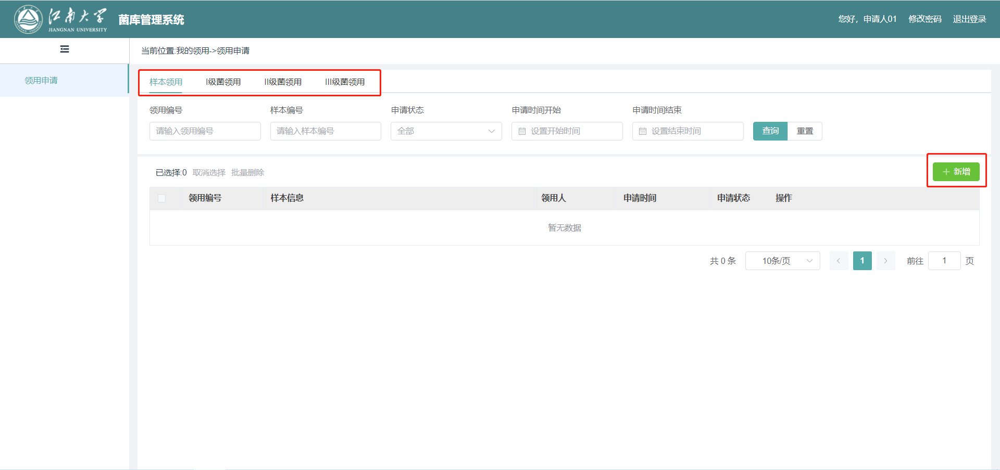 江南大学
JIANGNAN UNIVERSITY
菌库管理系统
您好，申请人01 修改密码 退出登录
当前位置:我的领用->领用申请
领用申请
样本领用 I级菌领用 II级菌领用 III级菌领用
领用编号 样本编号 申请状态 申请时间开始 申请时间结束
请输入领用编号 请输入样本编号 全部 设置开始时间 设置结束时间 查询 重置
已选择:0 取消选择 批量删除 新增
领用编号 样本信息 领用人 申请时间 申请状态 操作
暂无数据
共 0 条 10条/页 1 前往 1 页